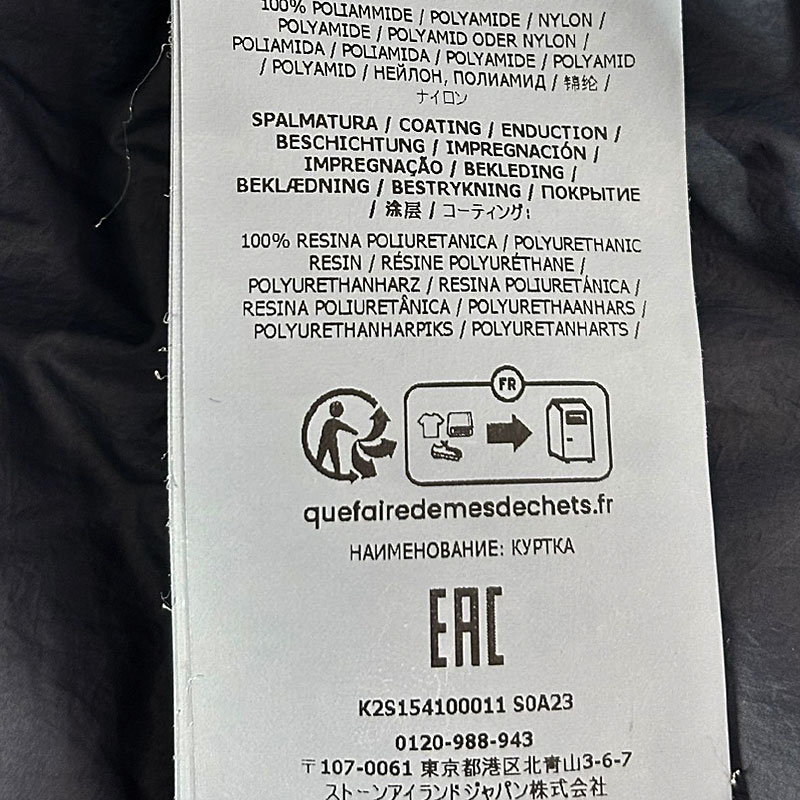 100% POLIAMMIDE / POLYAMIDE / NYLON /
POLYAMIDE / POLYAMID ODER NYLON /
POLIAMIDA / POLIAMIDA / POLYAMIDE / POLYAMID
/ POLYAMID / НЕЙЛОН, ПОЛИАМИД / 锦纶 /
ナイロン
SPALMATURA / COATING / ENDUCTION /
BESCHICHTUNG / IMPREGNACIÓN /
IMPREGNAÇÃO / BEKLEDING /
BEKLÆDNING / BESTRYKNING / ПОКРЫТИЕ
/ 涂层 / コーティング:
100% RESINA POLIURETANICA / POLYURETHANIC
RESIN / RÉSINE POLYURÉTHANE /
POLYURETHANHARZ / RESINA POLIURETÁNICA /
RESINA POLIURETÂNICA / POLYURETHAANHARS /
POLYURETHANHARPIKS / POLYURETANHARTS /
FR
quefairedemesdechets.fr
НАИМЕНОВАНИЕ: КУРТКА
EAC
K2S154100011 S0A23
0120-988-943
〒107-0061 東京都港区北青山3-6-7
ストーンアイランドジャパン株式会社